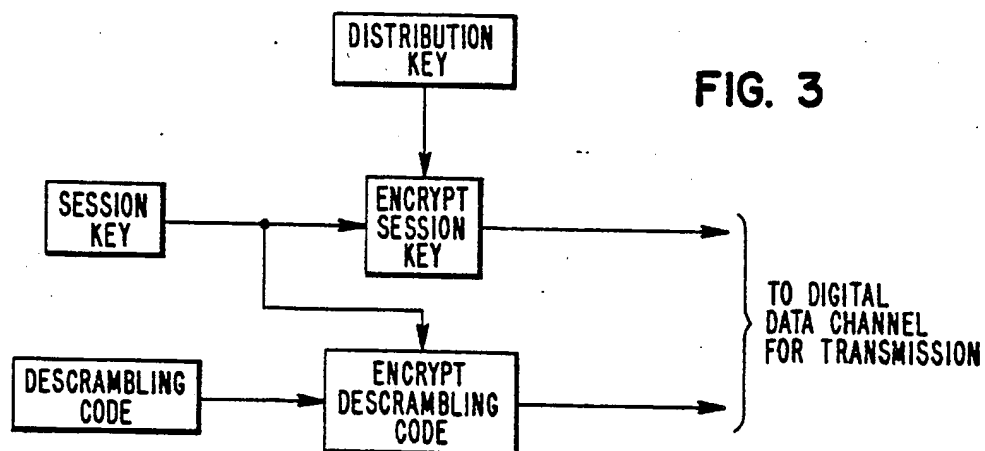 DISTRIBUTION
KEY
FIG. 3
SESSION
KEY
ENCRYPT
SESSION
KEY
TO DIGITAL
DATA CHANNEL
FOR TRANSMISSION
DESCRAMBLING
CODE
ENCRYPT
DESCRAMBLING
CODE